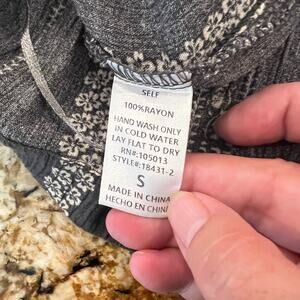 SELF
100%RAYON
HAND WASH ONLY
IN COLD WATER
LAY FLAT TO DRY
RN#:105013
STYLE#:18431-2
S
MADE IN CHINA
HECHO EN CHINA